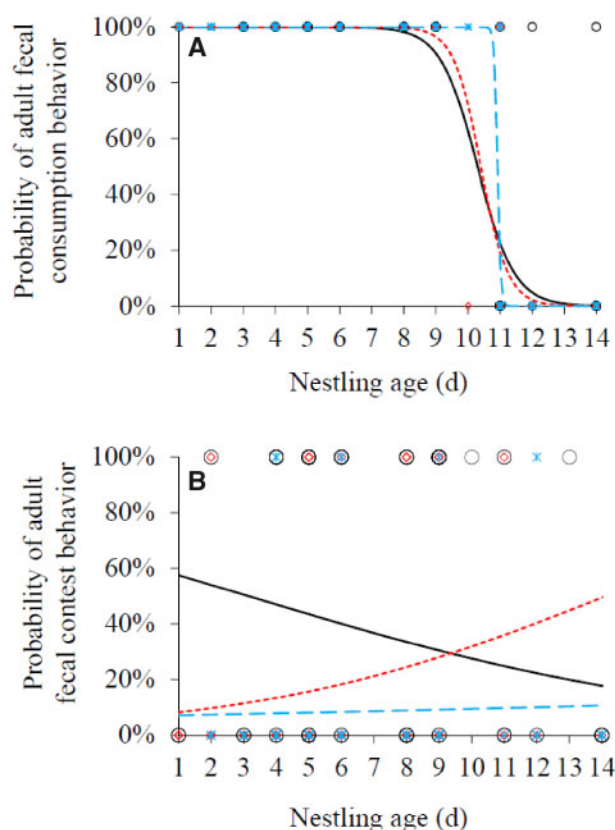 A
Probability of adult fecal
consumption behavior
100%
80%
60%
40%
20%
0%
1 2 3 4 5 6 7 8 9 10 11 12 13 14
Nestling age (d)
B
Probability of adult
fecal contest behavior
100%
80%
60%
40%
20%
0%
1 2 3 4 5 6 7 8 9 10 11 12 13 14
Nestling age (d)